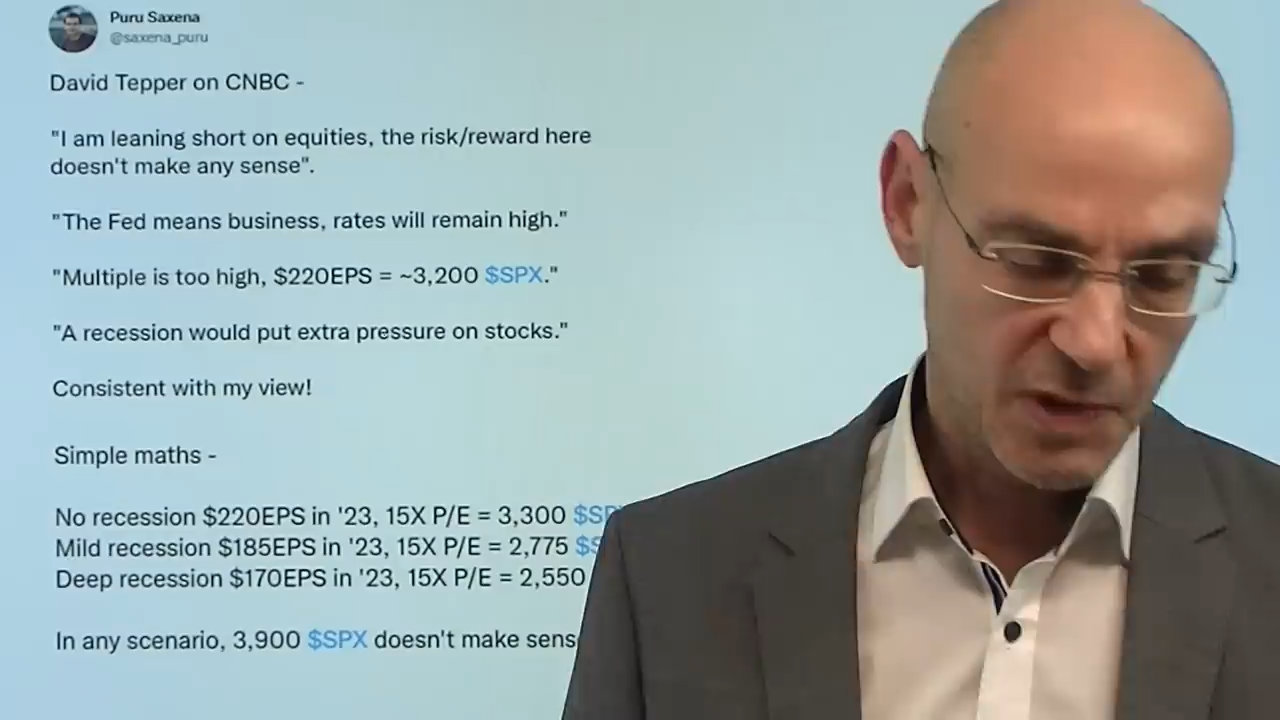 Puru Saxena
@saxena_puru
David Tepper on CNBC -
"I am leaning short on equities, the risk/reward here
doesn't make any sense".
"The Fed means business, rates will remain high."
"Multiple is too high, $220EPS = ~3,200 $SPX."
"A recession would put extra pressure on stocks."
Consistent with my view!
Simple maths -
No recession $220EPS in '23, 15X P/E = 3,300
Mild recession $185EPS in '23, 15X P/E = 2,775
Deep recession $170EPS in '23, 15X P/E = 2,550
In any scenario, 3,900 $SPX doesn't make